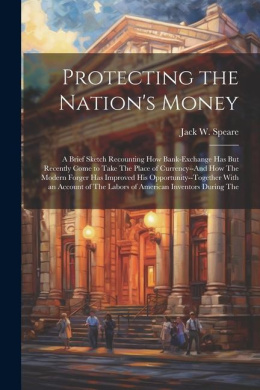 Protecting the
Nation's Money
Jack W. Speare
A Brief Sketch Recounting How Bank-Exchange Has But
Recently Come to Take The Place of Currency--And How The
Modern Forger Has Improved His Opportunity--Together With
an Account of The Labors of American Inventors During The